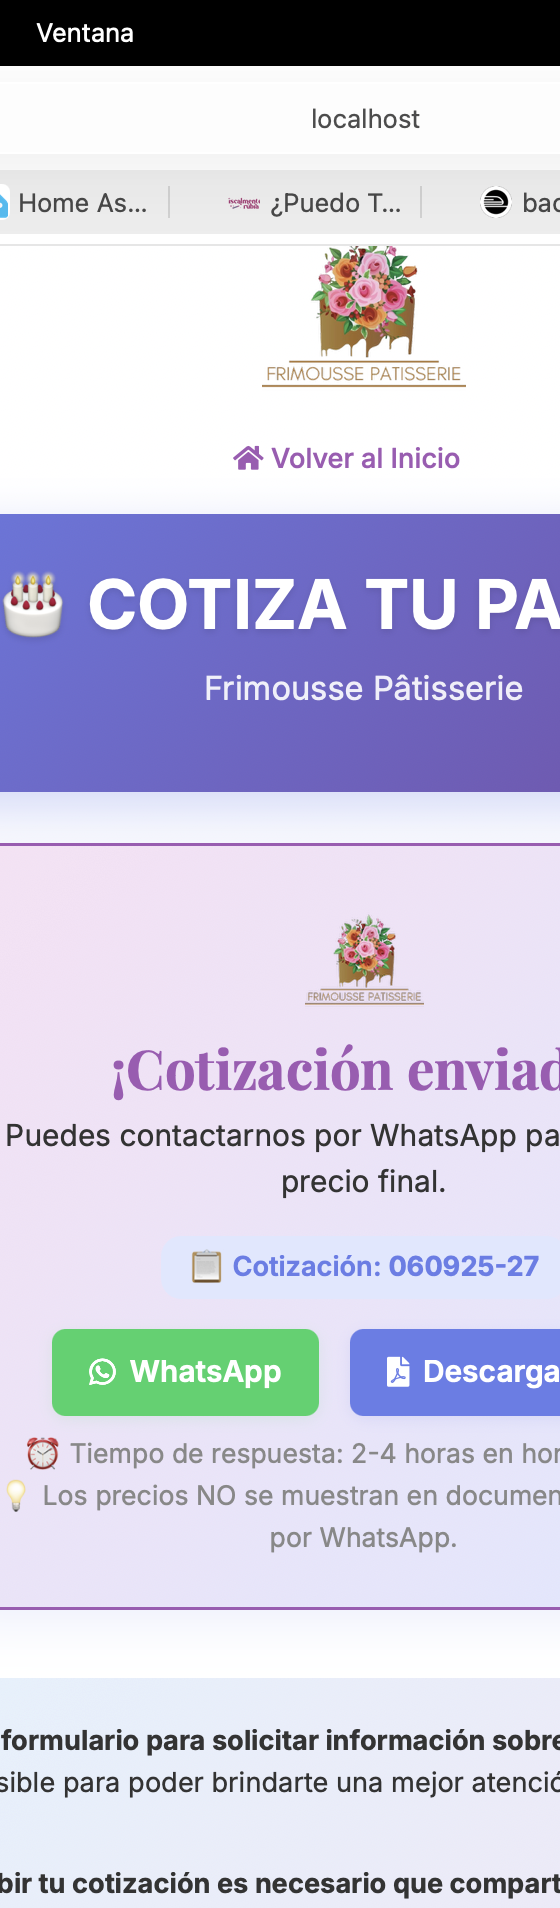 Ventana
localhost
Home As...
¿Puedo T...
bac
FRIMOUSSE PATISSERIE
Volver al Inicio
COTIZA TU PA
Frimousse Pâtisserie
FRIMOUSSE PATISSERIE
¡Cotización enviad
Puedes contactarnos por WhatsApp pa
precio final.
Cotización: 060925-27
WhatsApp
Descarga
Tiempo de respuesta: 2-4 horas en hor
Los precios NO se muestran en documen
por WhatsApp.
formulario para solicitar información sobre
sible para poder brindarte una mejor atenció
bir tu cotización es necesario que compart